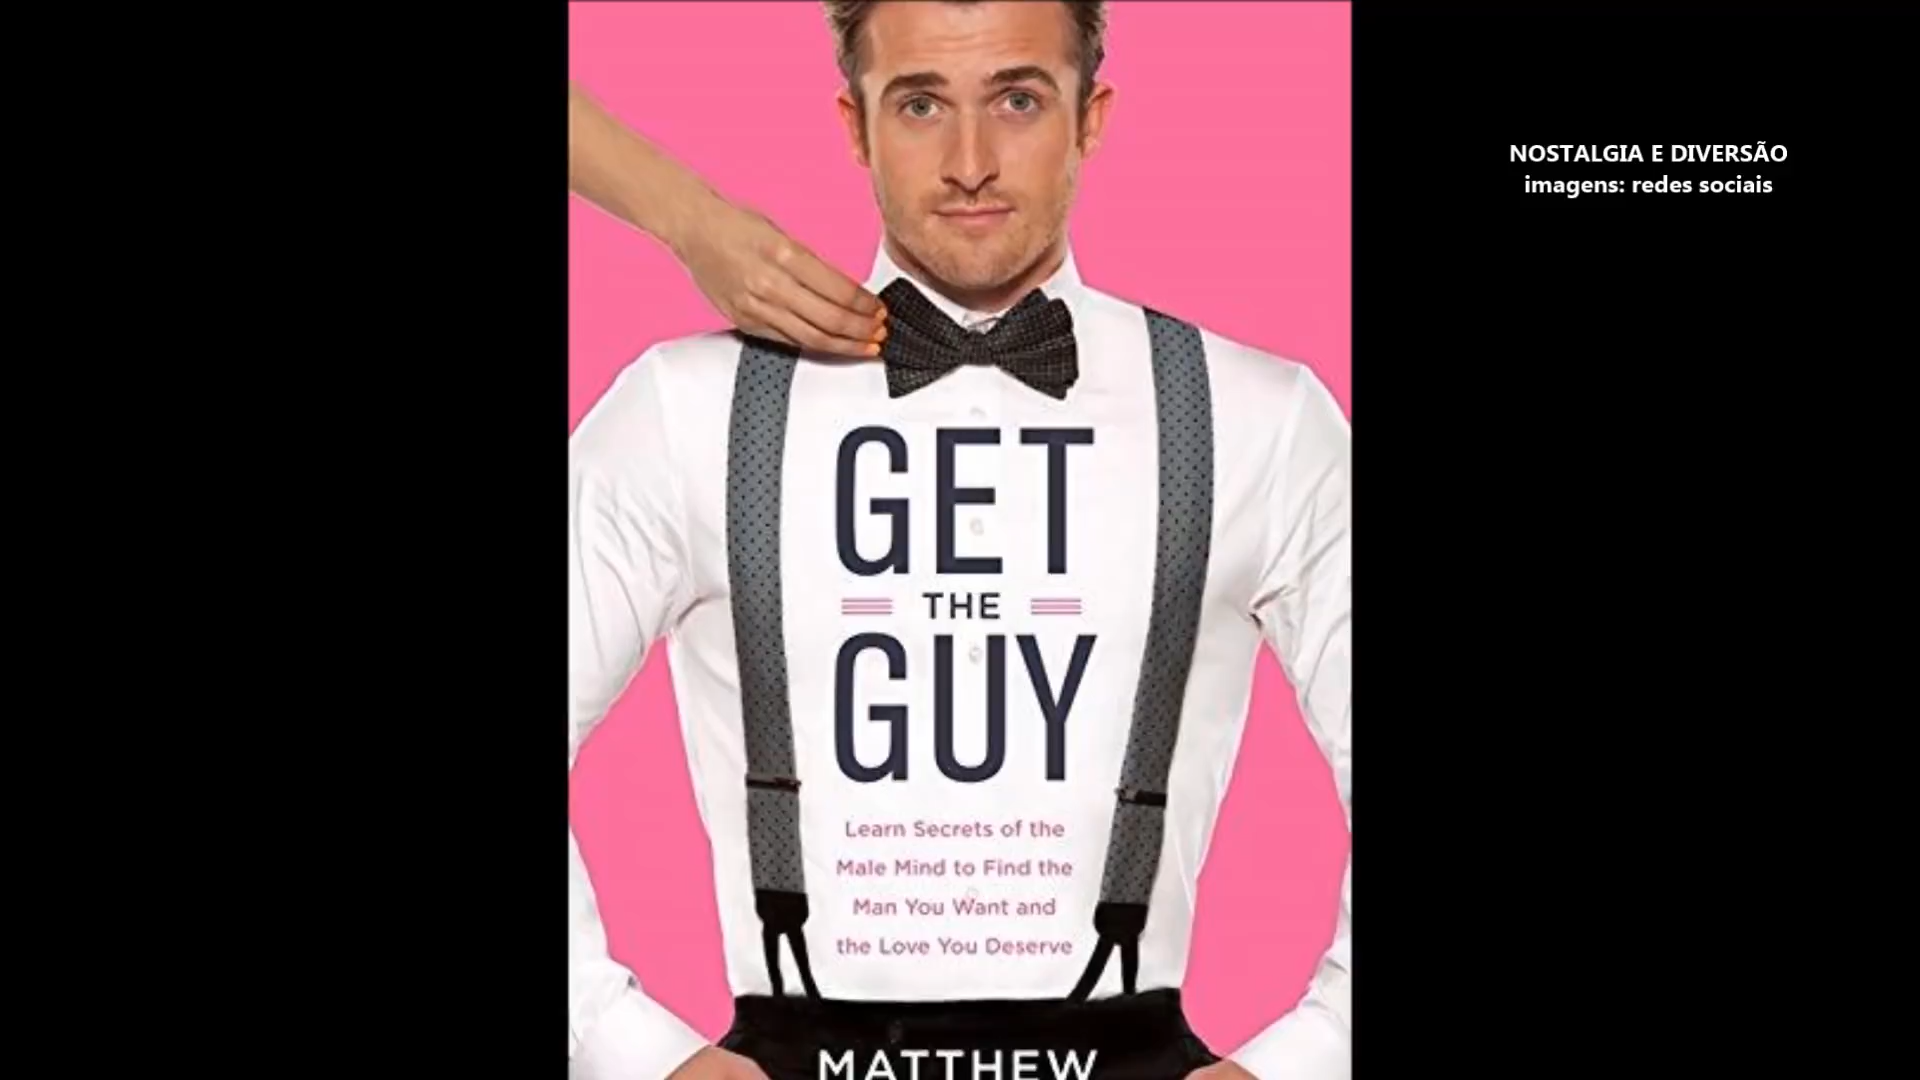 NOSTALGIA E DIVERSÃO
imagens: redes sociais
GET
THE
GUY
Learn Secrets of the
Male Mind to Find the
Man You Want and
the Love You Deserve
MATTHEW